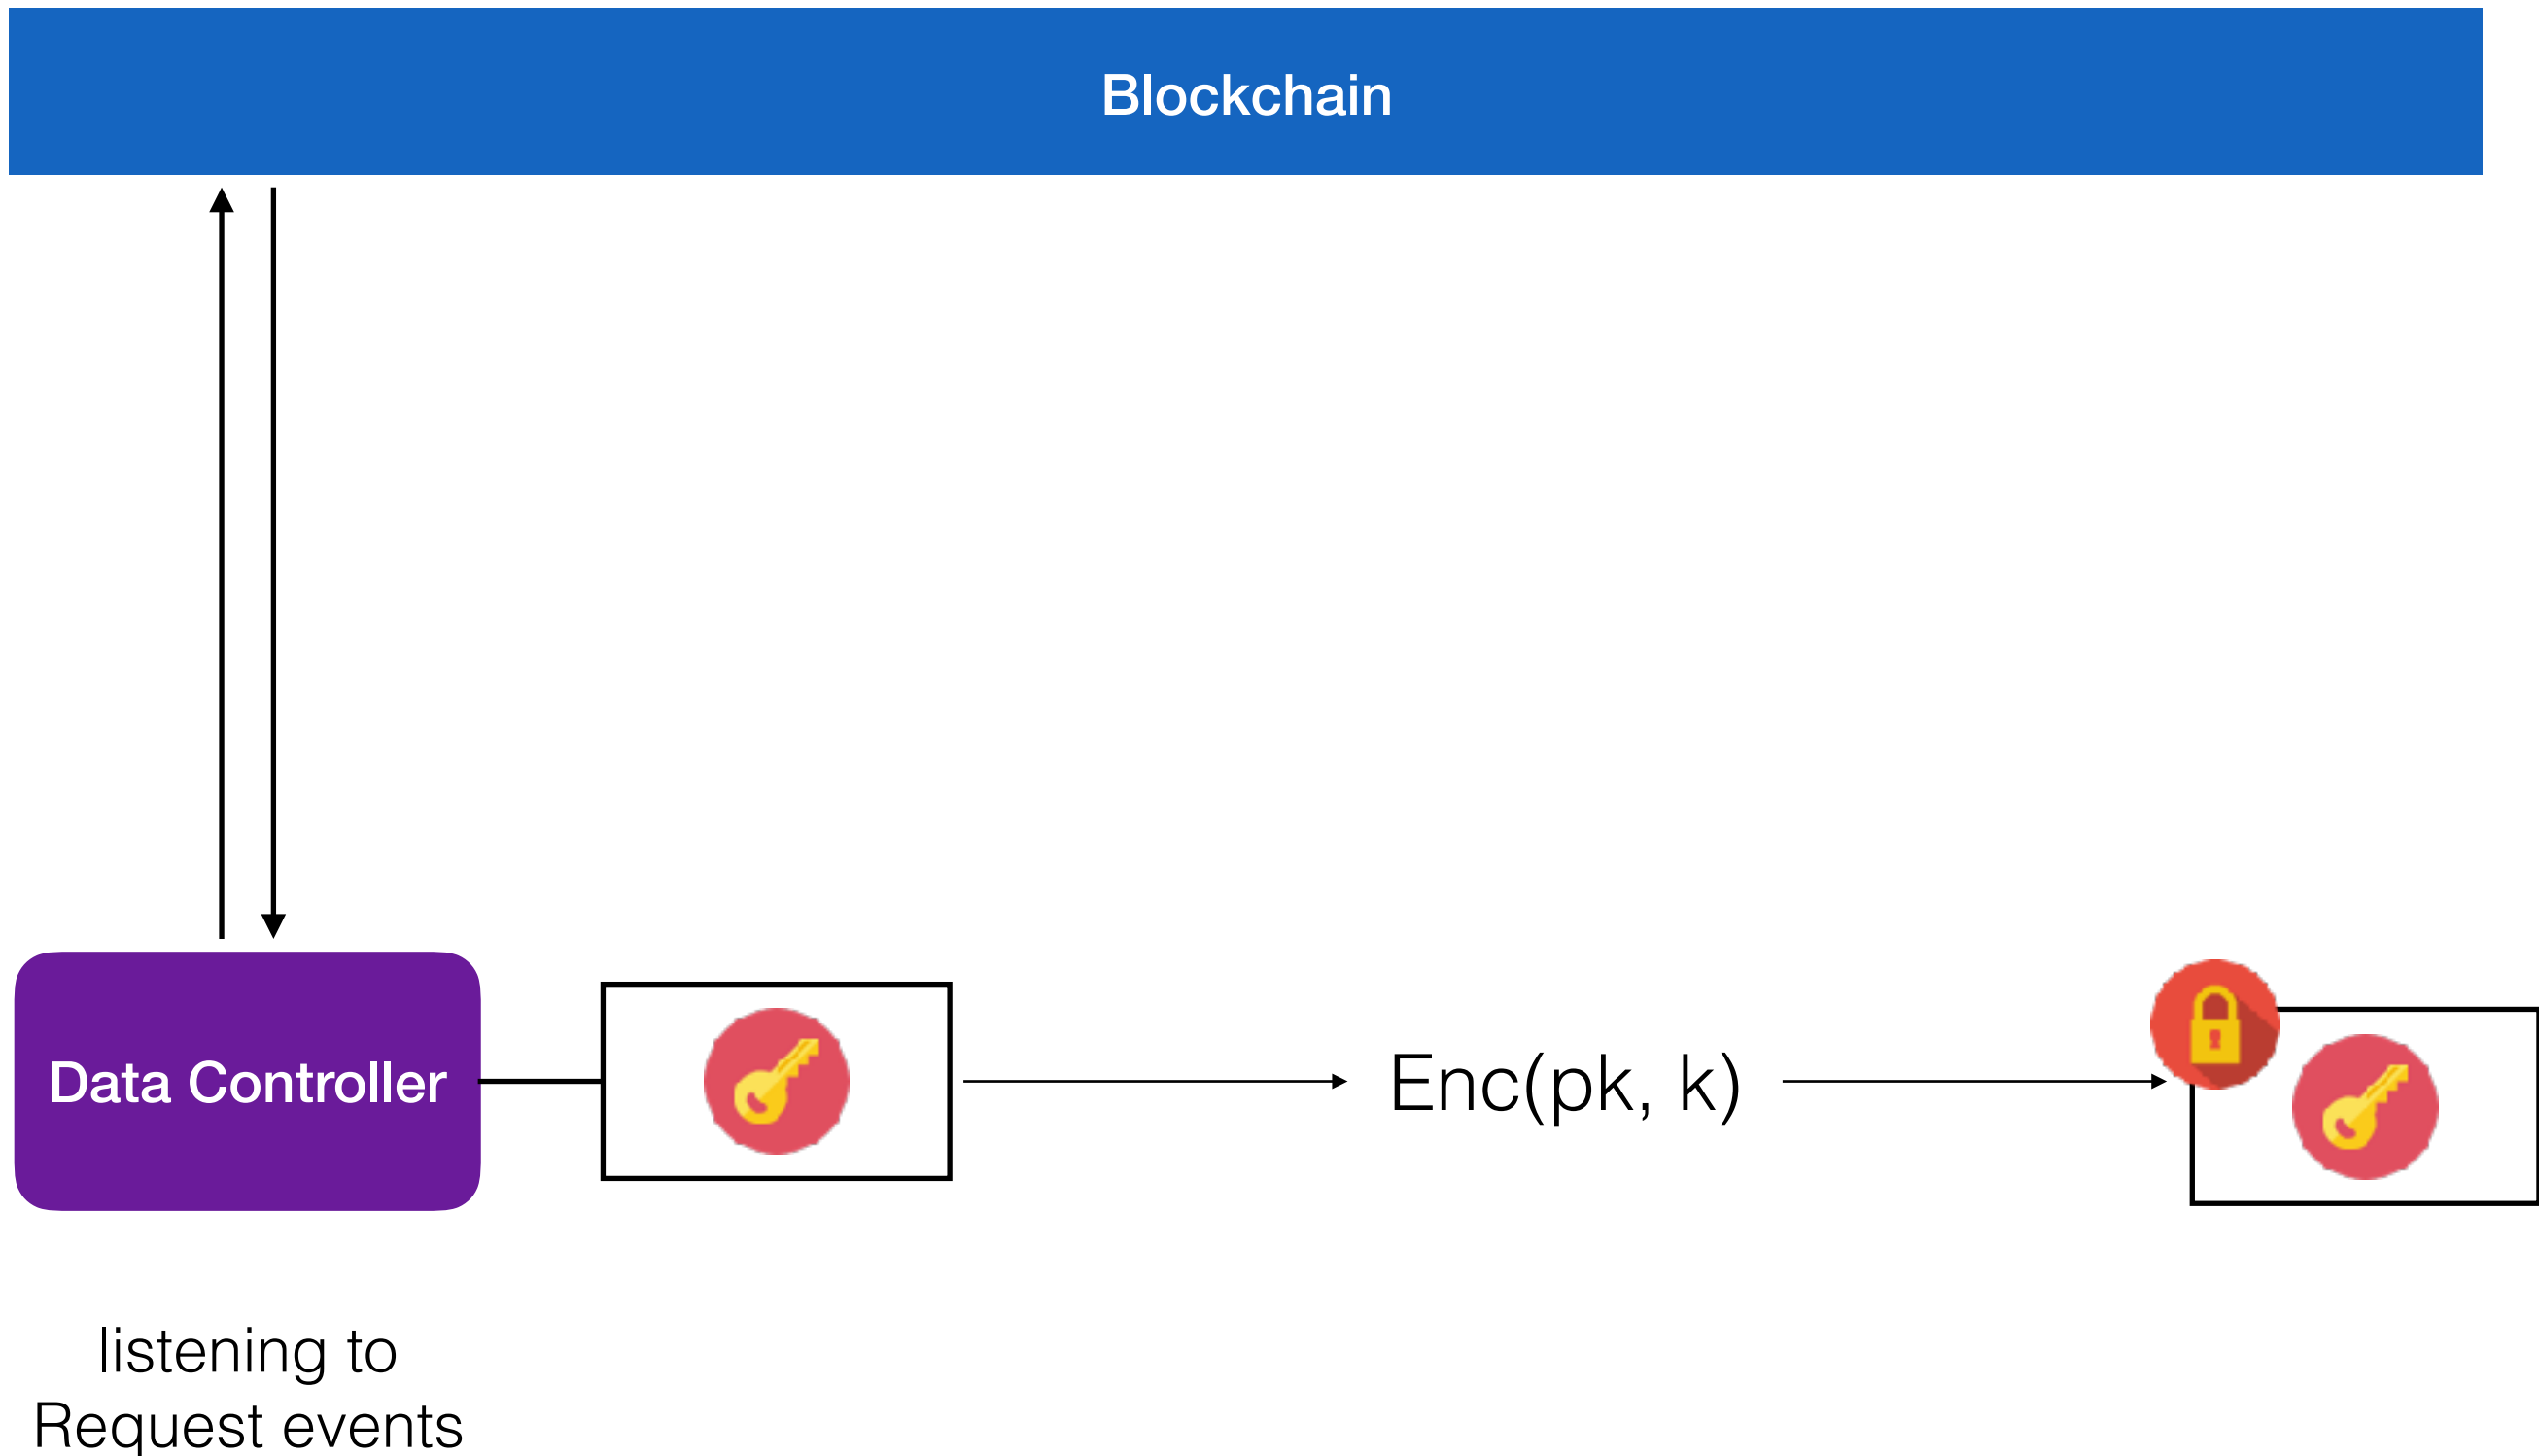 Blockchain
Data Controller
Enc(pk, k)
listening to
Request events